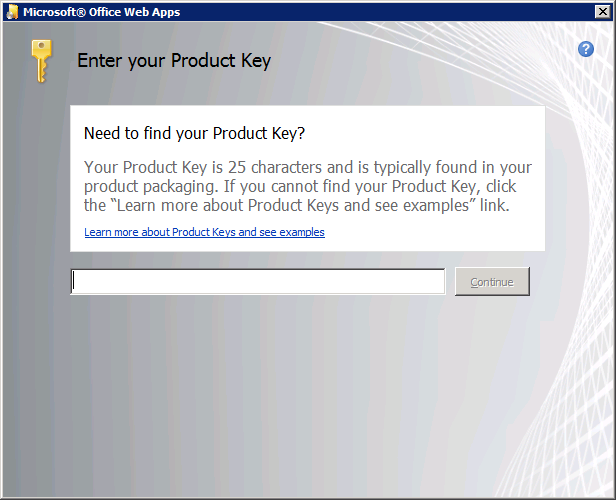 Microsoft® Office Web Apps
Enter your Product Key
Need to find your Product Key?
Your Product Key is 25 characters and is typically found in your
product packaging. If you cannot find your Product Key, click
the “Learn more about Product Keys and see examples” link.
Learn more about Product Keys and see examples
Continue